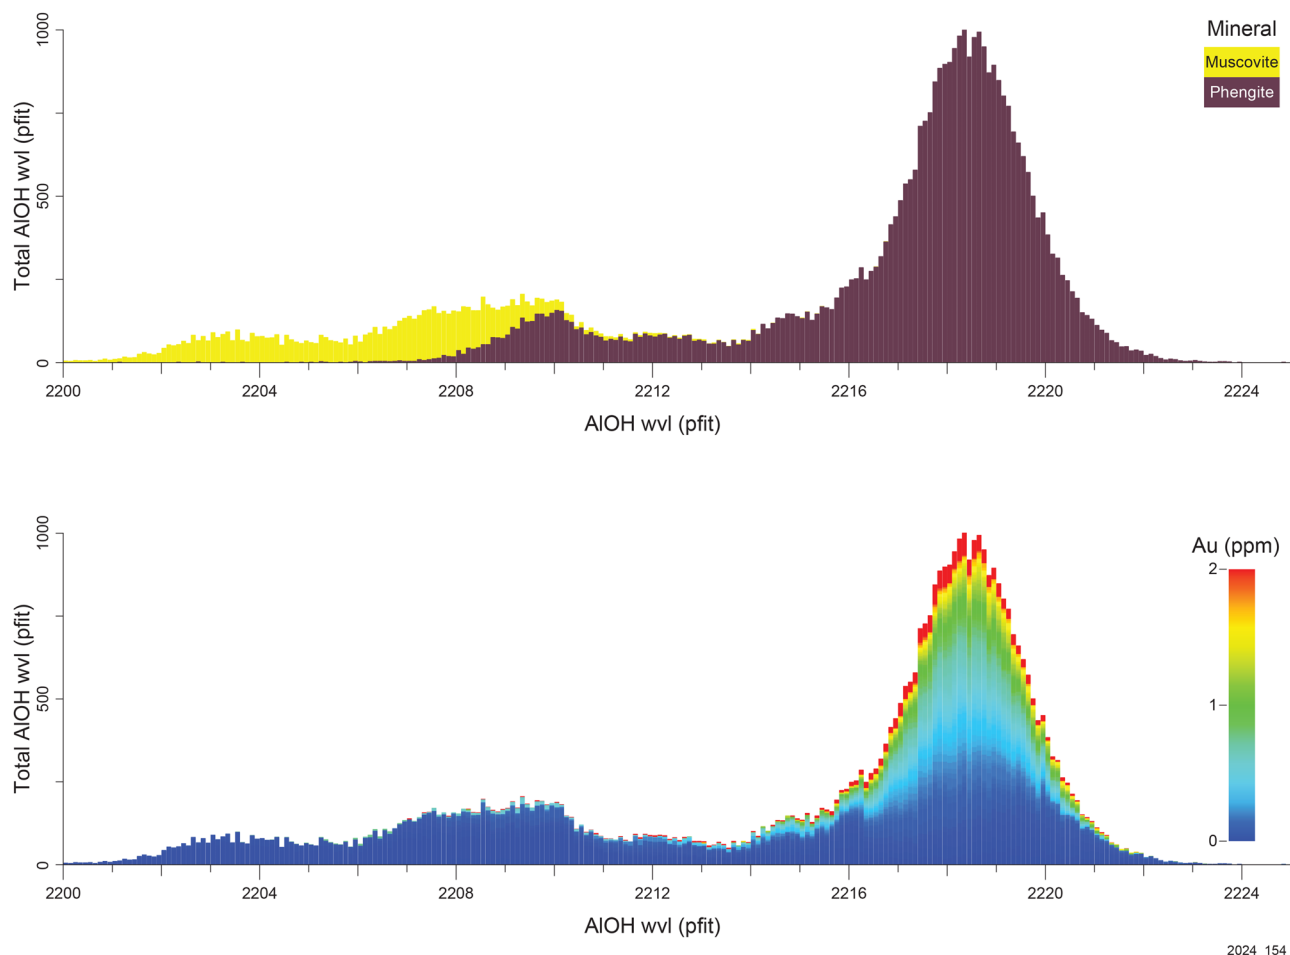 Mineral
Muscovite
Phengite
Total AlOH wvl (pfit)
1000
500
0
2200 2204 2208 2212 2216 2220 2224
AlOH wvl (pfit)
Au (ppm)
2
1
0
Total AlOH wvl (pfit)
1000
500
0
2200 2204 2208 2212 2216 2220 2224
AlOH wvl (pfit)
2024_154